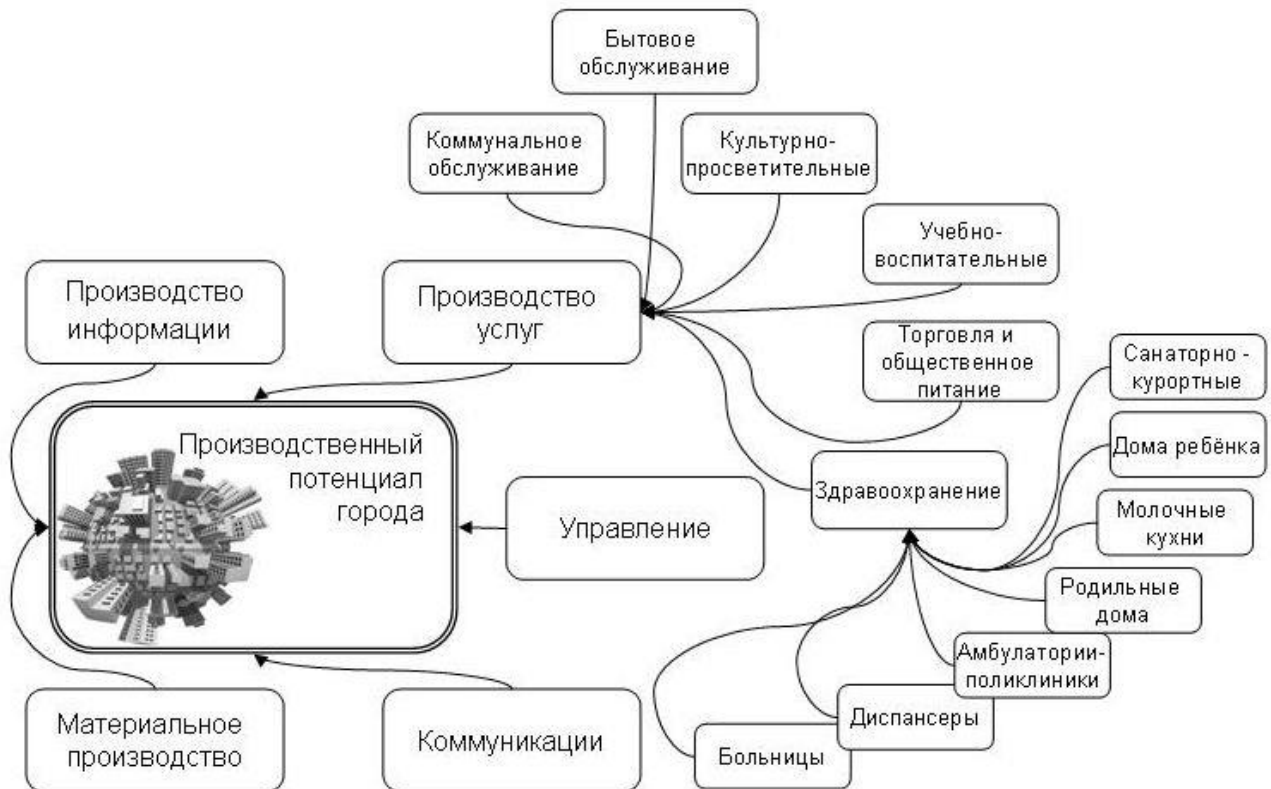 Бытовое
обслуживание
Коммунальное
обслуживание
Культурно-
просветительные
Учебно-
воспитательные
Производство
информации
Производство
услуг
Торговля и
общественное
питание
Санаторно -
курортные
Дома ребёнка
Производственный
потенциал
города
Управление
Здравоохранение
Молочные
кухни
Родильные
дома
Амбулатории-
поликлиники
Материальное
производство
Коммуникации
Диспансеры
Больницы